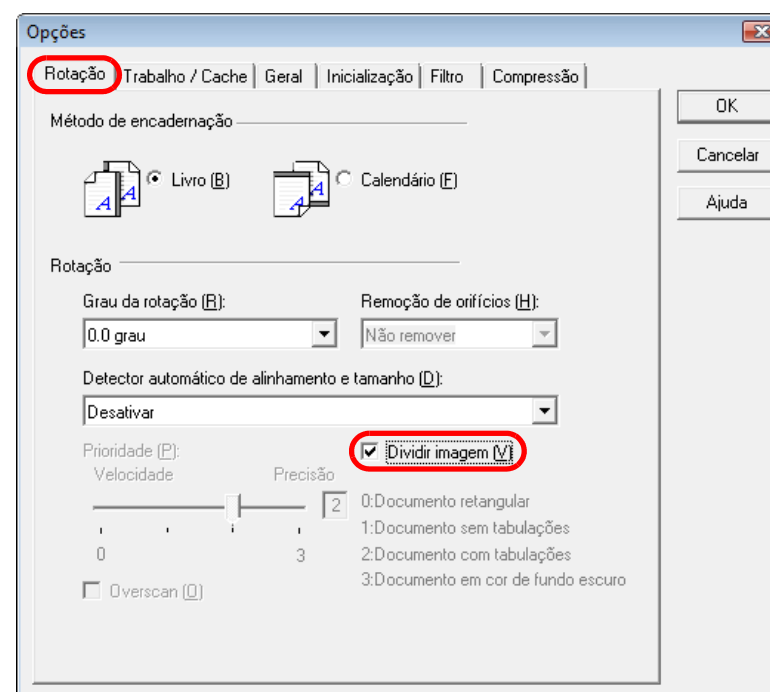 Opções
Rotação Trabalho / Cache Geral Inicialização Filtro Compressão
OK
Cancelar
Ajuda
Método de encadernação
A A Livro (B) A A Calendário (F)
Rotação
Grau da rotação (R): Remoção de orifícios (H):
0.0 grau Não remover
Detector automático de alinhamento e tamanho (D):
Desativar
Prioridade (P): Dividir imagem (V)
Velocidade Precisão
2 0:Documento retangular
1:Documento sem tabulações
0 3 2:Documento com tabulações
3:Documento em cor de fundo escuro
Overscan (O)